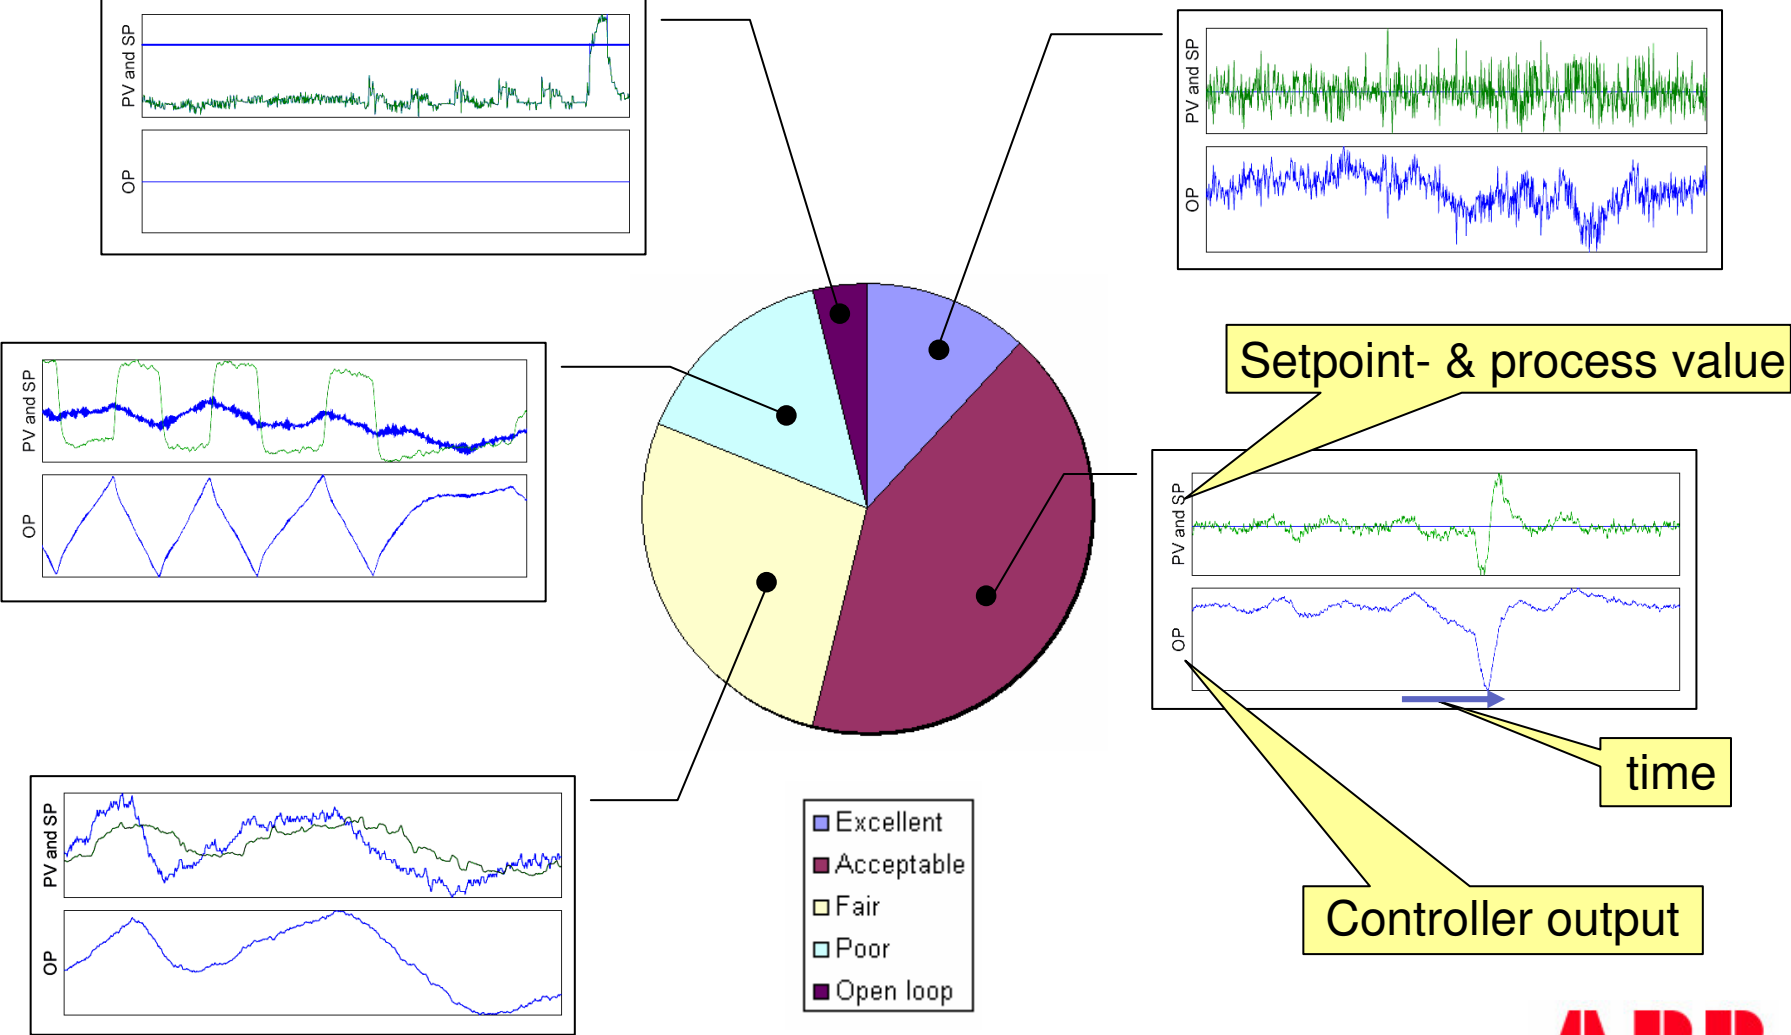 PV and SP
OP
PV and SP
OP
PV and SP
OP
Setpoint- & process value
PV and SP
OP
time
Controller output
PV and SP
OP
Excellent
Acceptable
Fair
Poor
Open loop